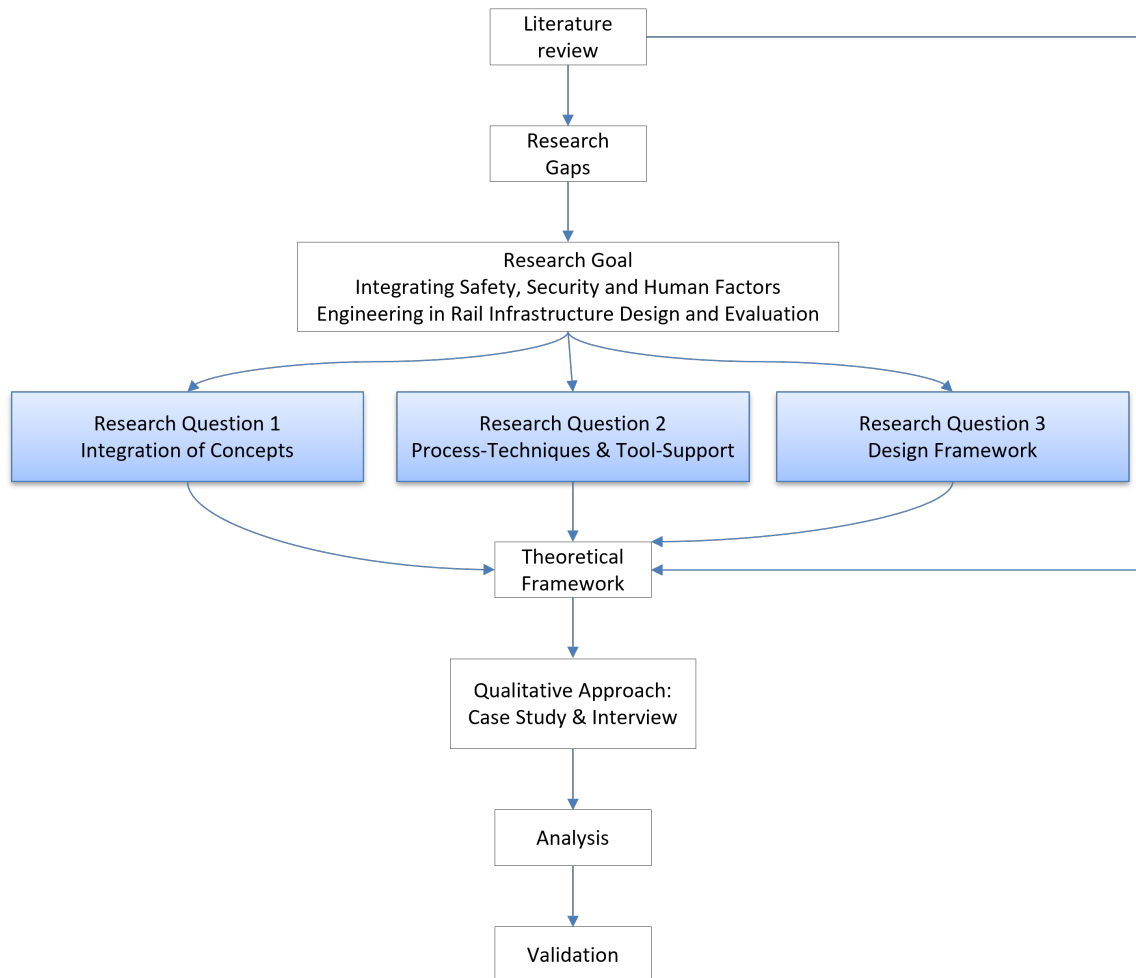 Literature
review
Research
Gaps
Research Goal
Integrating Safety, Security and Human Factors
Engineering in Rail Infrastructure Design and Evaluation
Research Question 1
Integration of Concepts
Research Question 2
Process-Techniques & Tool-Support
Research Question 3
Design Framework
Theoretical
Framework
Qualitative Approach:
Case Study & Interview
Analysis
Validation